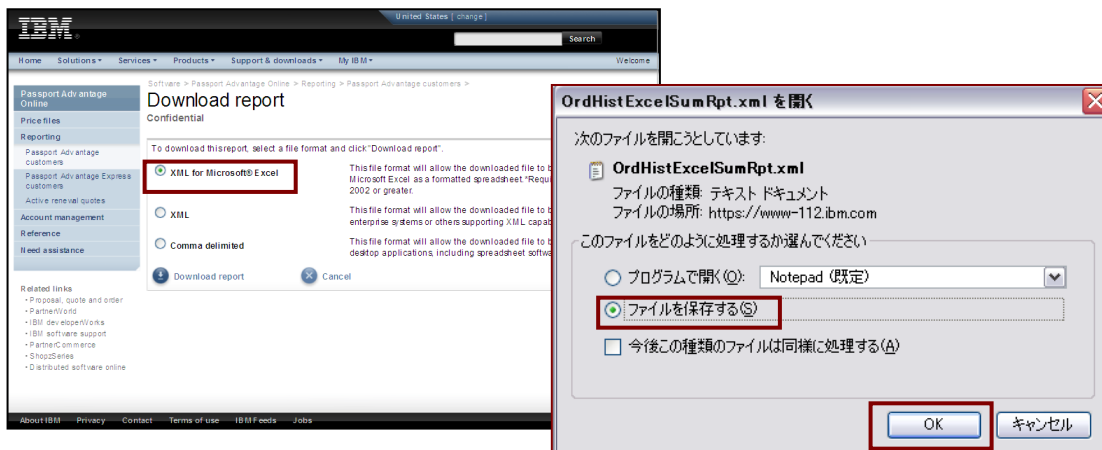 United States [ change ]
IBM®
Search
Home Solutions Services Products Support & downloads My IBM Welcome
Software > Passport Advantage Online > Reporting > Passport Advantage customers >
Download report
Confidential
Passport Advantage
Online
Price files
Reporting
Passport Advantage
customers
Passport Advantage Express
customers
Active renewal quotes
Account management
Reference
Need assistance
Related links
• Proposal, quote and order
• PartnerWorld
• IBM developerWorks
• IBM software support
• PartnerCommerce
• ShopzSeries
• Distributed software online
To download this report, select a file format and click "Download report".
XML for Microsoft® Excel
This file format will allow the downloaded file to b
Microsoft Excel as a formatted spreadsheet. *Requi
2002 or greater.
XML
This file format will allow the downloaded file to b
enterprise systems or others supporting XML capab
Comma delimited
This file format will allow the downloaded file to b
desktop applications, including spreadsheet softwa
Download report Cancel
About IBM Privacy Contact Terms of use IBM Feeds Jobs
OrdHistExcelSumRpt.xml を開く
次のファイルを開こうとしています:
OrdHistExcelSumRpt.xml
ファイルの種類: テキスト ドキュメント
ファイルの場所: https://www-112.ibm.com
このファイルをどのように処理するか選んでください
プログラムで開く(O): Notepad (既定)
ファイルを保存する(S)
今後この種類のファイルは同様に処理する(A)
OK キャンセル